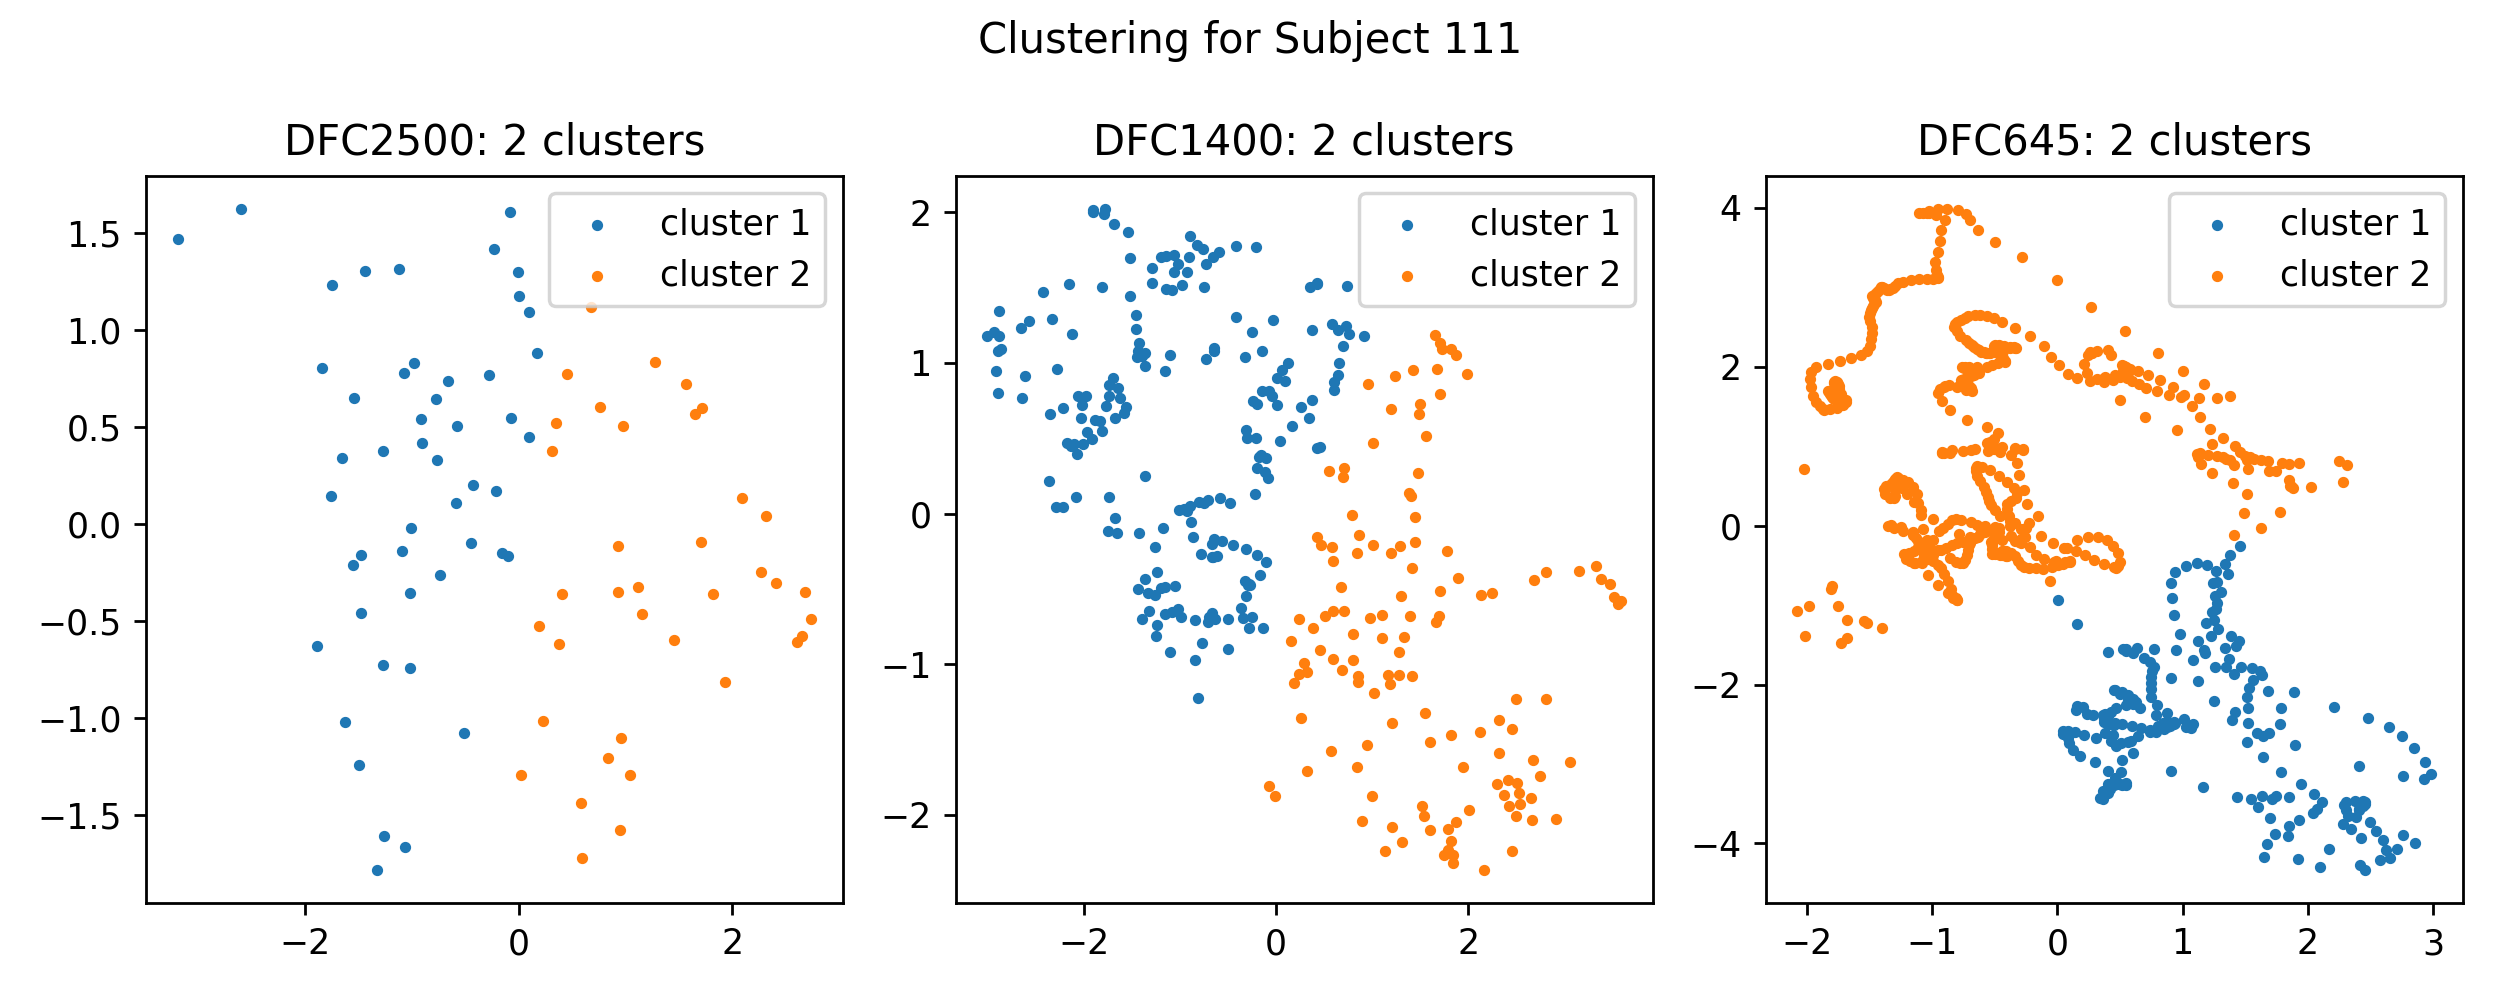 Clustering for Subject 111
DFC2500: 2 clusters
cluster 1
cluster 2
1.5
1.0
0.5
0.0
−0.5
−1.0
−1.5
−2 0 2
DFC1400: 2 clusters
cluster 1
cluster 2
2
1
0
−1
−2
−2 0 2
DFC645: 2 clusters
cluster 1
cluster 2
4
2
0
−2
−4
−2 −1 0 1 2 3